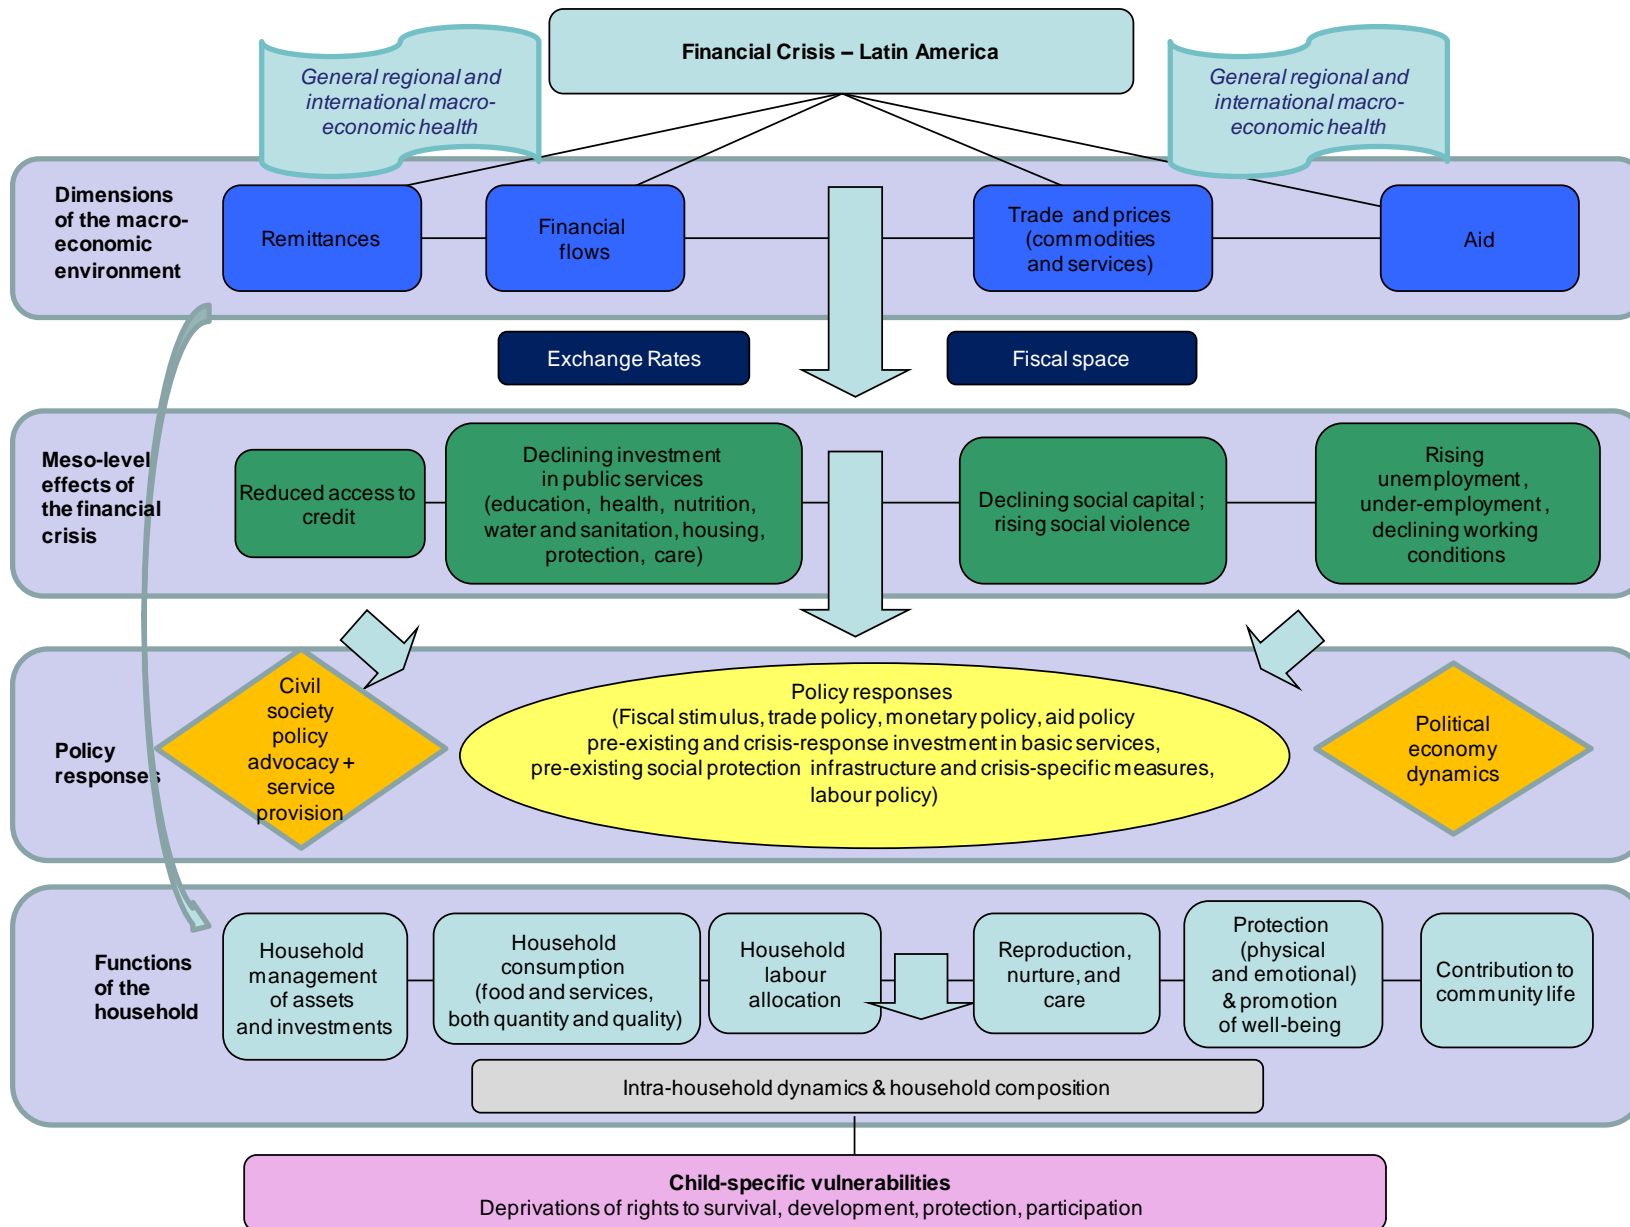 Financial Crisis – Latin America
General regional and
international macro-
economic health
General regional and
international macro-
economic health
Dimensions
of the macro-
economic
environment
Remittances
Financial
flows
Trade and prices
(commodities
and services)
Aid
Exchange Rates
Fiscal space
Meso-level
effects of
the financial
crisis
Reduced access to
credit
Declining investment
in public services
(education, health, nutrition,
water and sanitation, housing,
protection, care)
Declining social capital ;
rising social violence
Rising
unemployment ,
under-employment ,
declining working
conditions
Policy
responses
Civil
society
policy
advocacy +
service
provision
Policy responses
(Fiscal stimulus, trade policy, monetary policy, aid policy
pre-existing and crisis-response investment in basic services,
pre-existing social protection infrastructure and crisis-specific measures,
labour policy)
Political
economy
dynamics
Functions
of the
household
Household
management
of assets
and investments
Household
consumption
(food and services,
both quantity and quality)
Household
labour
allocation
Reproduction,
nurture, and
care
Protection
(physical
and emotional)
& promotion
of well-being
Contribution to
community life
Intra-household dynamics & household composition
Child-specific vulnerabilities
Deprivations of rights to survival, development, protection, participation